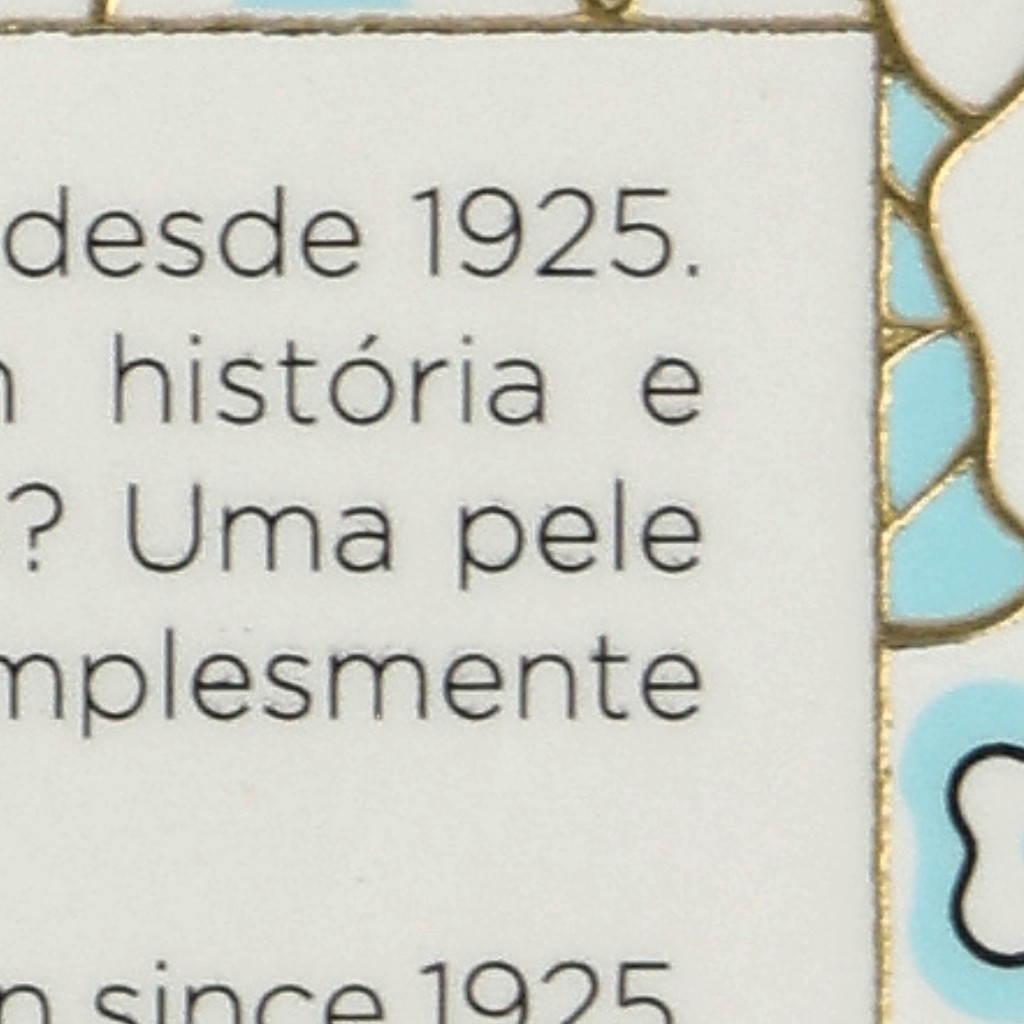 desde 1925.
história e
? Uma pele
mplesmente
since 1925